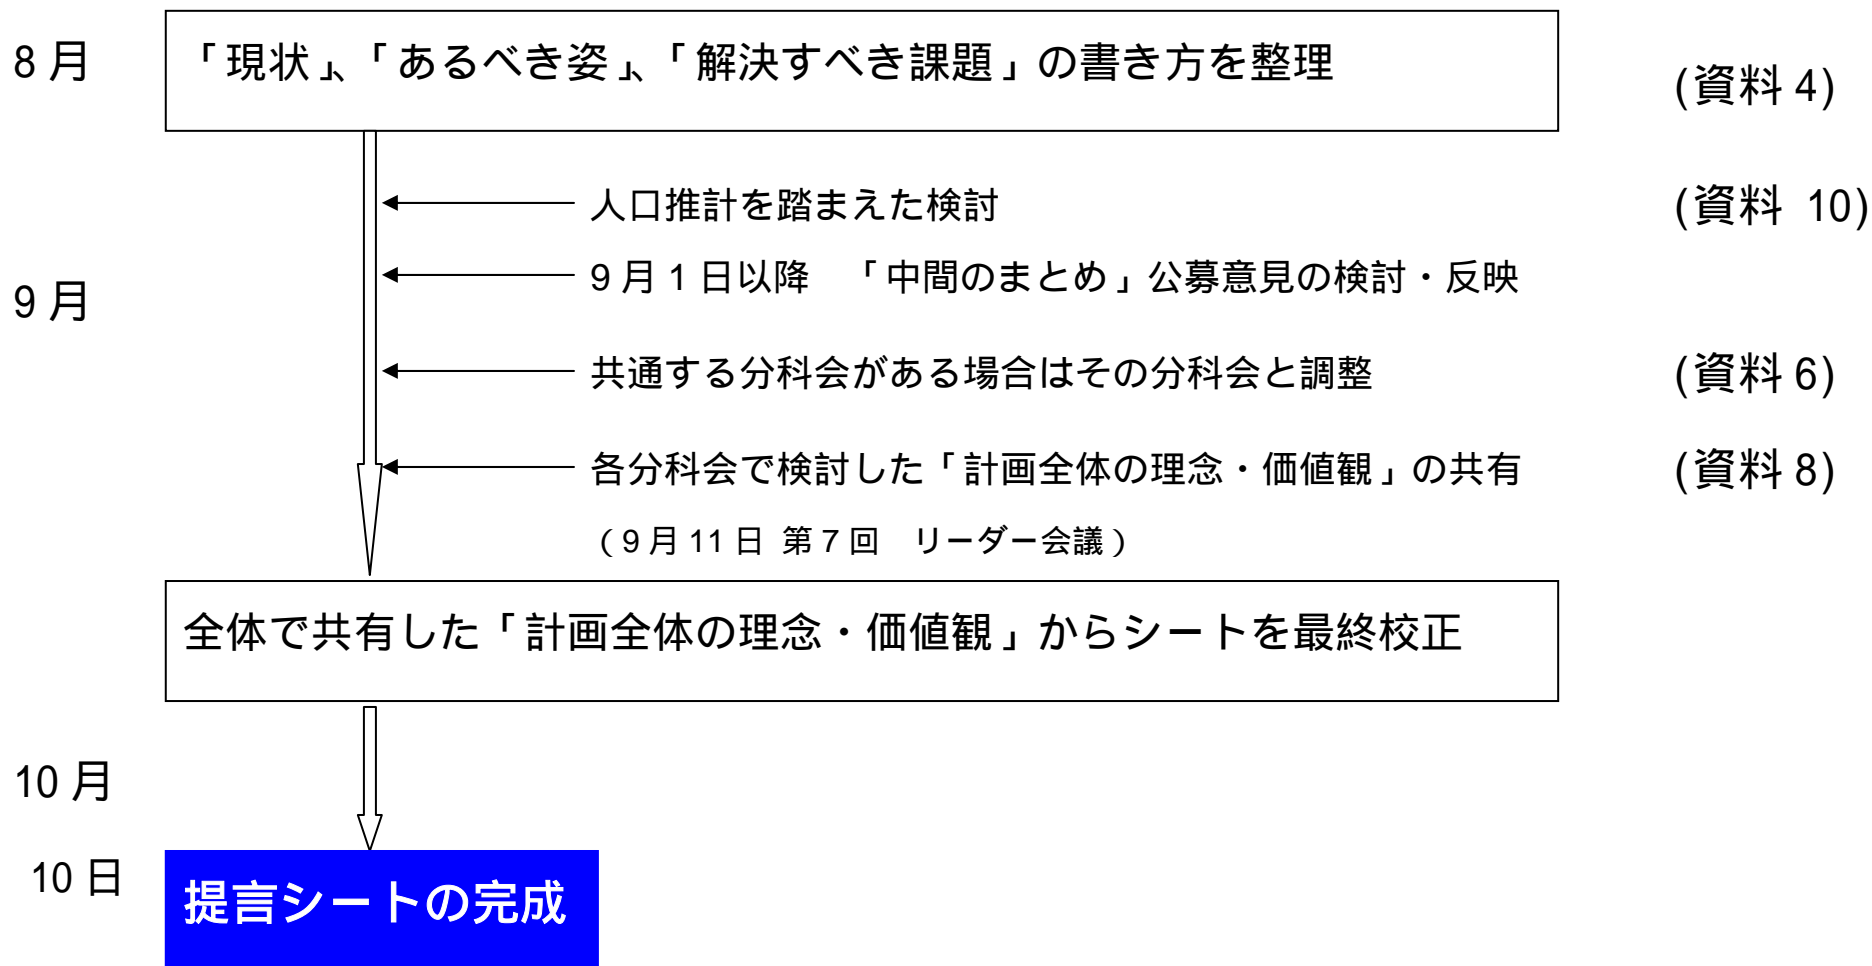 8月
「現状」、「あるべき姿」、「解決すべき課題」の書き方を整理
(資料4)
人口推計を踏まえた検討
(資料 10)
9月1日以降　「中間のまとめ」公募意見の検討・反映
9月
共通する分科会がある場合はその分科会と調整
(資料6)
各分科会で検討した「計画全体の理念・価値観」の共有
(資料8)
（9月11日 第7回　リーダー会議）
全体で共有した「計画全体の理念・価値観」からシートを最終校正
10月
10日
提言シートの完成